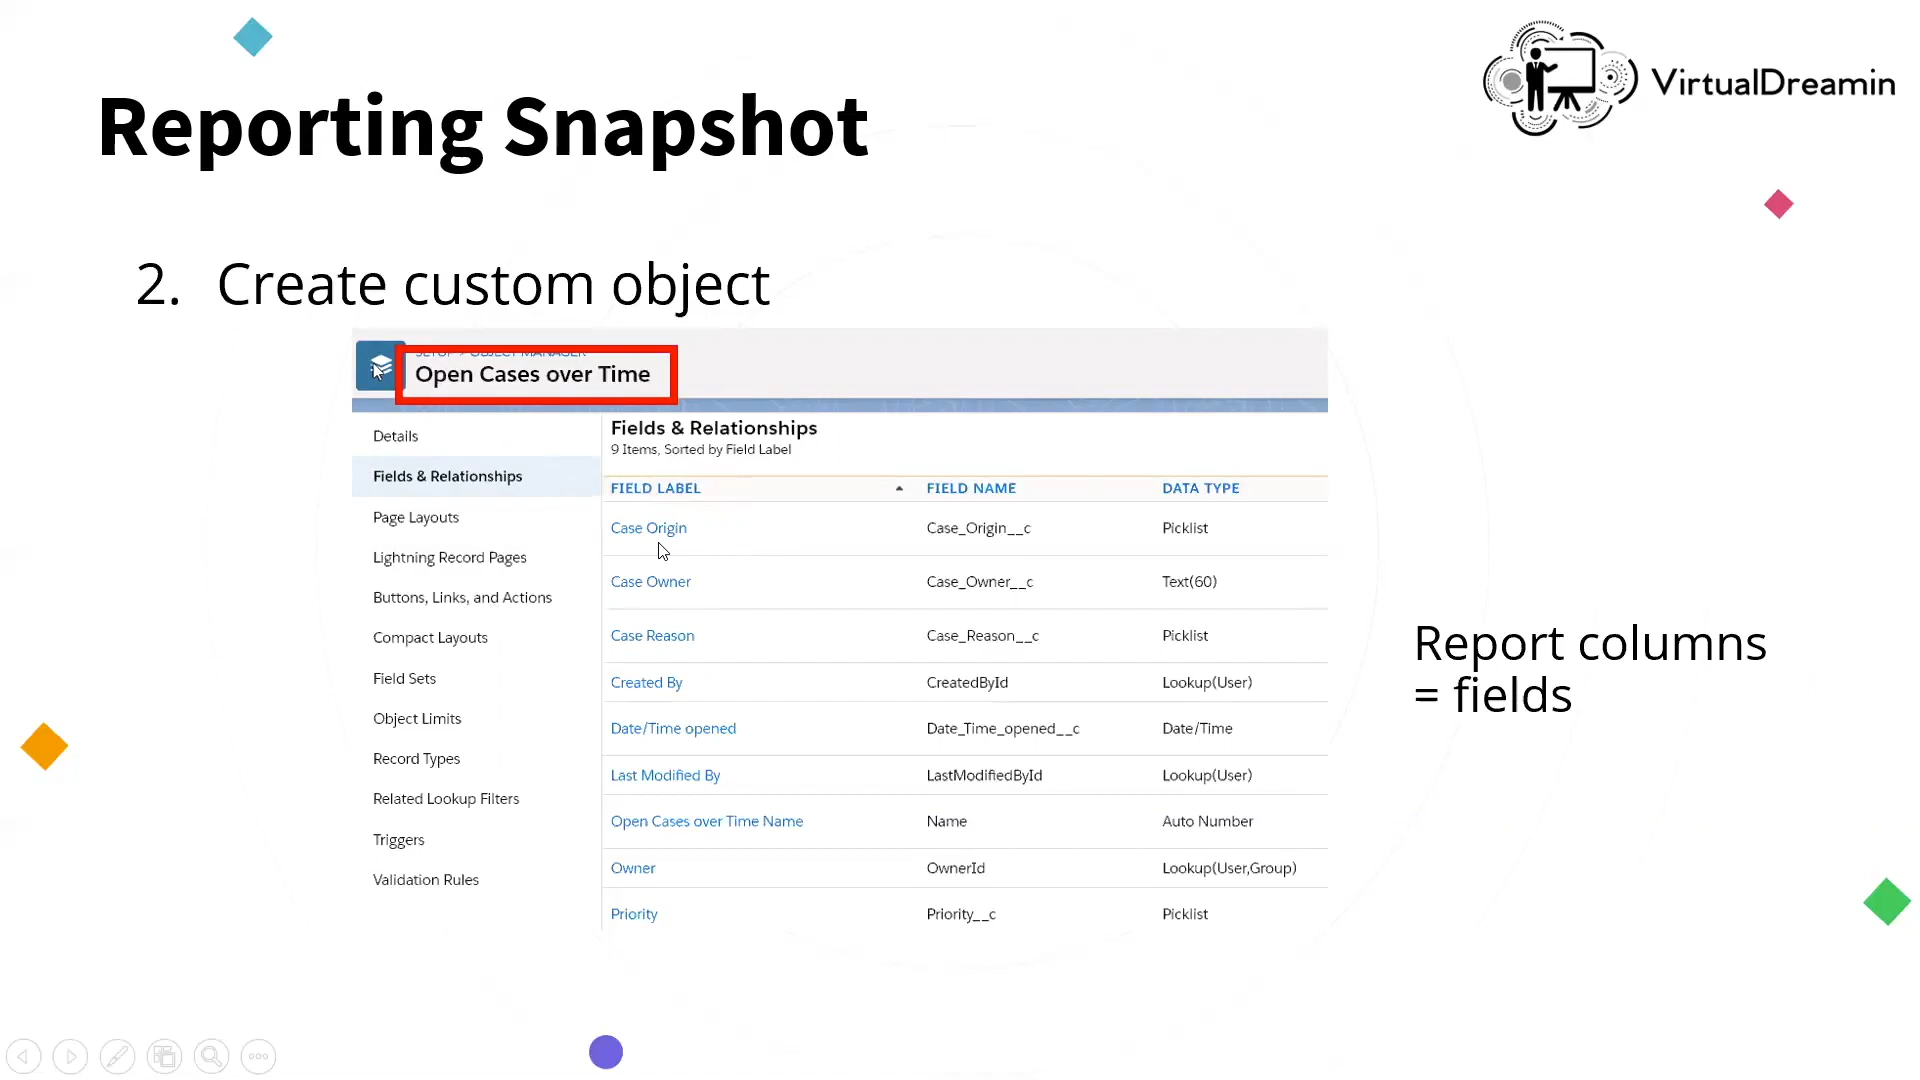 VirtualDreamin
Reporting Snapshot
2. Create custom object
SETUP > OBJECT MANAGER
Open Cases over Time
Details
Fields & Relationships
Page Layouts
Lightning Record Pages
Buttons, Links, and Actions
Compact Layouts
Field Sets
Object Limits
Record Types
Related Lookup Filters
Triggers
Validation Rules
Fields & Relationships
9 Items, Sorted by Field Label
FIELD LABEL FIELD NAME DATA TYPE
Case Origin Case_Origin__c Picklist
Case Owner Case_Owner__c Text(60)
Case Reason Case_Reason__c Picklist
Created By CreatedById Lookup(User)
Date/Time opened Date_Time_opened__c Date/Time
Last Modified By LastModifiedById Lookup(User)
Open Cases over Time Name Name Auto Number
Owner OwnerId Lookup(User,Group)
Priority Priority__c Picklist
Report columns
= fields